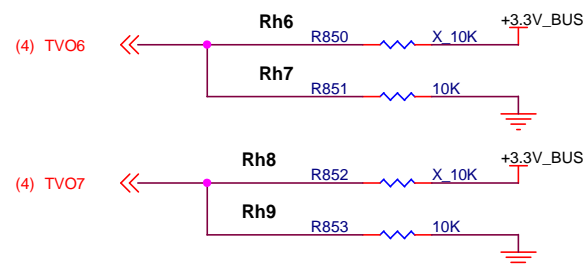 Rh6 +3.3V_BUS
(4) TVO6 R850 X_10K
Rh7
R851 10K
Rh8 +3.3V_BUS
(4) TVO7 R852 X_10K
Rh9
R853 10K